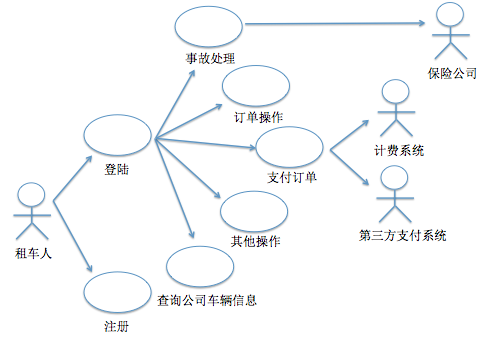 事故处理
保险公司
订单操作
计费系统
登陆
支付订单
其他操作
第三方支付系统
租车人
查询公司车辆信息
注册